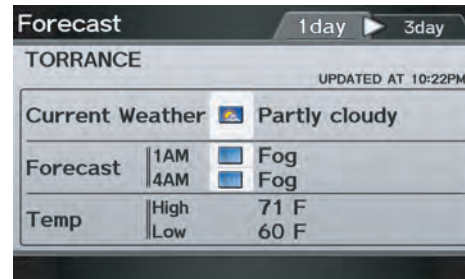 Forecast 1day 3day
TORRANCE
UPDATED AT 10:22PM
Current Weather Partly cloudy
Forecast 1AM Fog
4AM Fog
Temp High 71 F
Low 60 F